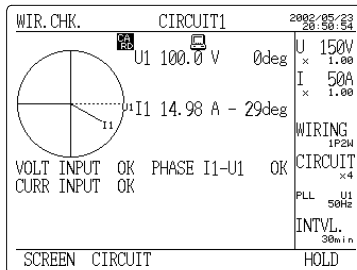 WIR.CHK. CIRCUIT1 2002/05/23
20:50:54
CA
RD
U1 100.0 V 0deg
U 150V
× 1.00
I 50A
× 1.00
U1
I1 14.98 A - 29deg
I1
WIRING
1P2W
VOLT INPUT OK PHASE I1-U1 OK
CURR INPUT OK
CIRCUIT
×4
PLL U1
50Hz
INTVL.
30min
SCREEN CIRCUIT HOLD